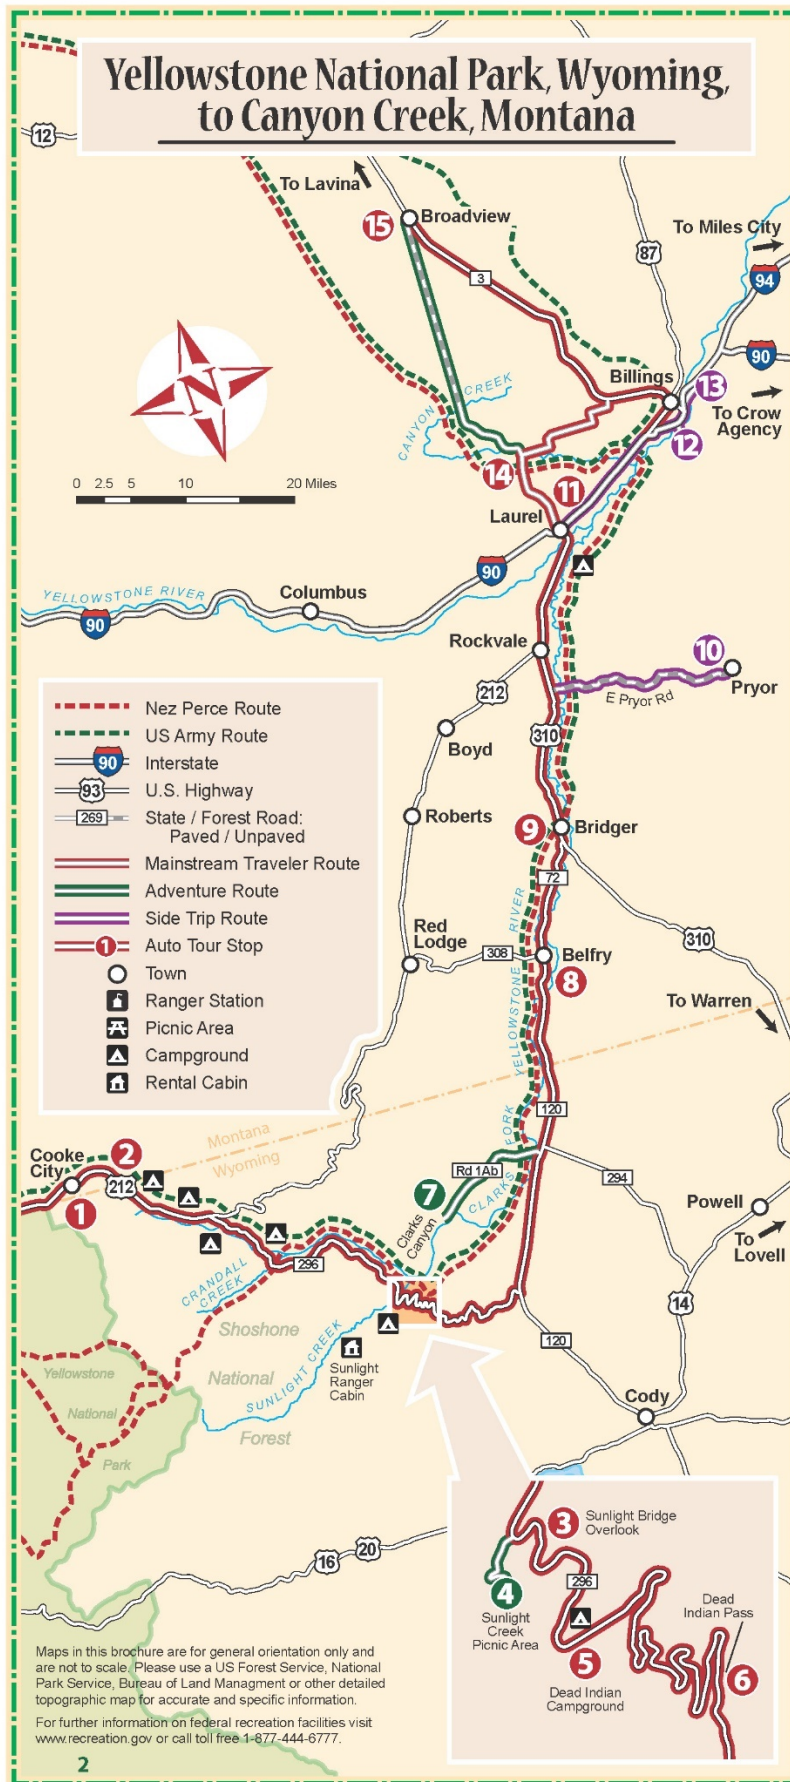 Yellowstone National Park, Wyoming,
to Canyon Creek, Montana
12
To Lavina
15
Broadview
To Miles City
87
3
94
90
Billings
13
To Crow
Agency
12
CANYON CREEK
14
11
0 2.5 5 10 20 Miles
N
Laurel
90
YELLOWSTONE RIVER
Columbus
90
Rockvale
10
Pryor
E Pryor Rd
212
310
Boyd
Nez Perce Route
US Army Route
90 Interstate
93 U.S. Highway
269 State / Forest Road:
Paved / Unpaved
Mainstream Traveler Route
Adventure Route
Side Trip Route
1 Auto Tour Stop
Town
Ranger Station
Picnic Area
Campground
Rental Cabin
Roberts
9
Bridger
72
Red
Lodge
308
Belfry
8
310
CLARKS FORK YELLOWSTONE RIVER
To Warren
120
Montana
Wyoming
Cooke
City
2
212
1
Rd 1Ab
7
Clarks
Canyon
294
Powell
To
Lovell
296
CRANDALL
CREEK
14
120
Shoshone
National
Forest
SUNLIGHT CREEK
Sunlight
Ranger
Cabin
Yellowstone
National
Park
Cody
16
20
3
Sunlight Bridge
Overlook
296
4
Sunlight
Creek
Picnic Area
5
Dead Indian
Campground
Dead
Indian Pass
6
Maps in this brochure are for general orientation only and
are not to scale. Please use a US Forest Service, National
Park Service, Bureau of Land Managment or other detailed
topographic map for accurate and specific information.
For further information on federal recreation facilities visit
www.recreation.gov or call toll free 1-877-444-6777.
2